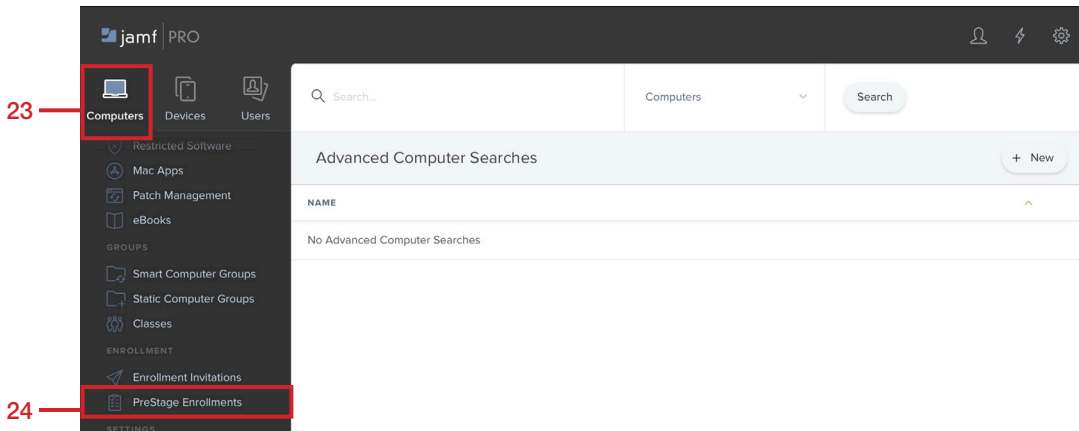 jamf PRO
23
Computers
Devices
Users
Search...
Computers
Search
Restricted Software
Mac Apps
Patch Management
eBooks
GROUPS
Smart Computer Groups
Static Computer Groups
Classes
ENROLLMENT
Enrollment Invitations
24
PreStage Enrollments
SETTINGS
Advanced Computer Searches
+ New
NAME
No Advanced Computer Searches